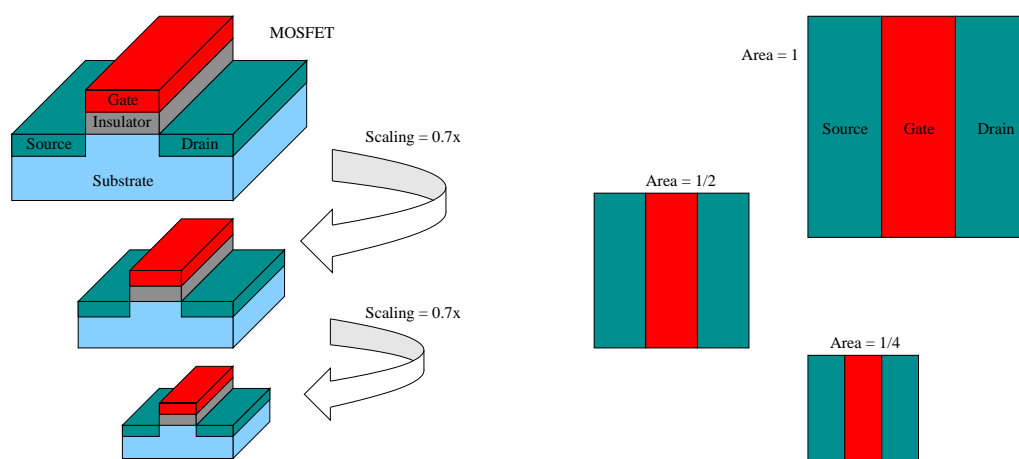 MOSFET
Gate
Insulator
Source
Drain
Substrate
Scaling = 0.7x
Scaling = 0.7x
Area = 1
Source
Gate
Drain
Area = 1/2
Area = 1/4